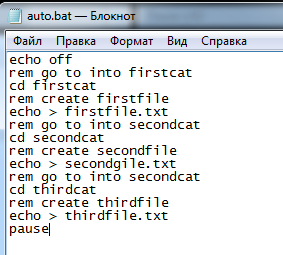 auto.bat — Блокнот
Файл Правка Формат Вид Справка
echo off
rem go to into firstcat
cd firstcat
rem create firstfile
echo > firstfile.txt
rem go to into secondcat
cd secondcat
rem create secondfile
echo > secondgile.txt
rem go to into secondcat
cd thirdcat
rem create thirdfile
echo > thirdfile.txt
pause